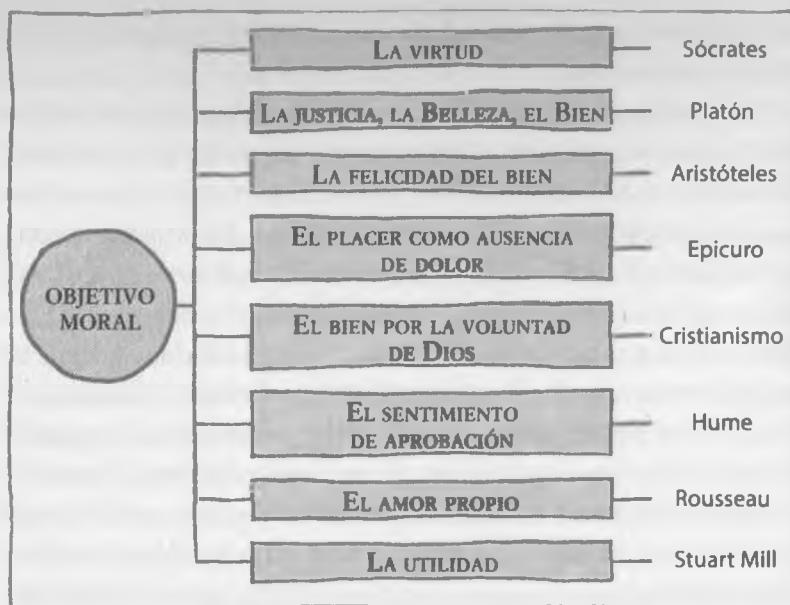 LA VIRTUD
Sócrates
LA JUSTICIA, LA BELLEZA, EL BIEN
Platón
LA FELICIDAD DEL BIEN
Aristóteles
EL PLACER COMO AUSENCIA
DE DOLOR
Epicuro
OBJETIVO
MORAL
EL BIEN POR LA VOLUNTAD
DE DIOS
Cristianismo
EL SENTIMIENTO
DE APROBACIÓN
Hume
EL AMOR PROPIO
Rousseau
LA UTILIDAD
Stuart Mill